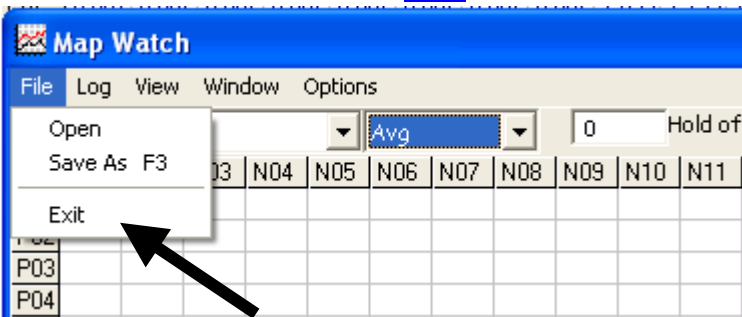 Map Watch
File Log View Window Options
Open
Avg 0 Hold of
Save As F3
03 N04 N05 N06 N07 N08 N09 N10 N11
Exit
P02
P03
P04